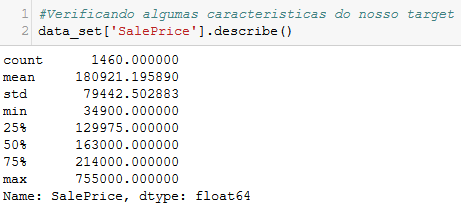 1 #Verificando algumas caracteristicas do nosso target
2 data_set['SalePrice'].describe()
count 1460.000000
mean 180921.195890
std 79442.502883
min 34900.000000
25% 129975.000000
50% 163000.000000
75% 214000.000000
max 755000.000000
Name: SalePrice, dtype: float64